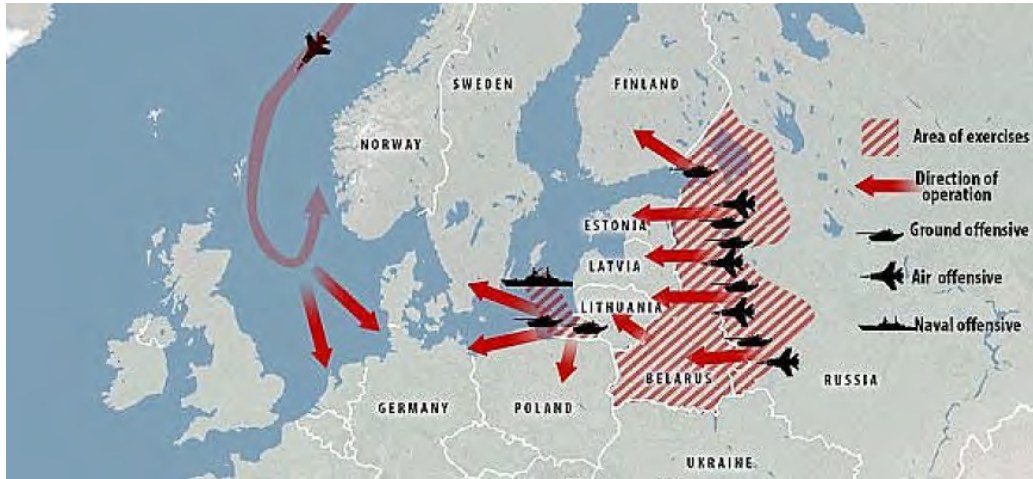 SWEDEN
FINLAND
NORWAY
Area of exercises
Direction of
operation
ESTONIA
Ground offensive
LATVIA
Air offensive
LITHUANIA
Naval offensive
BELARUS
RUSSIA
GERMANY
POLAND
UKRAINE